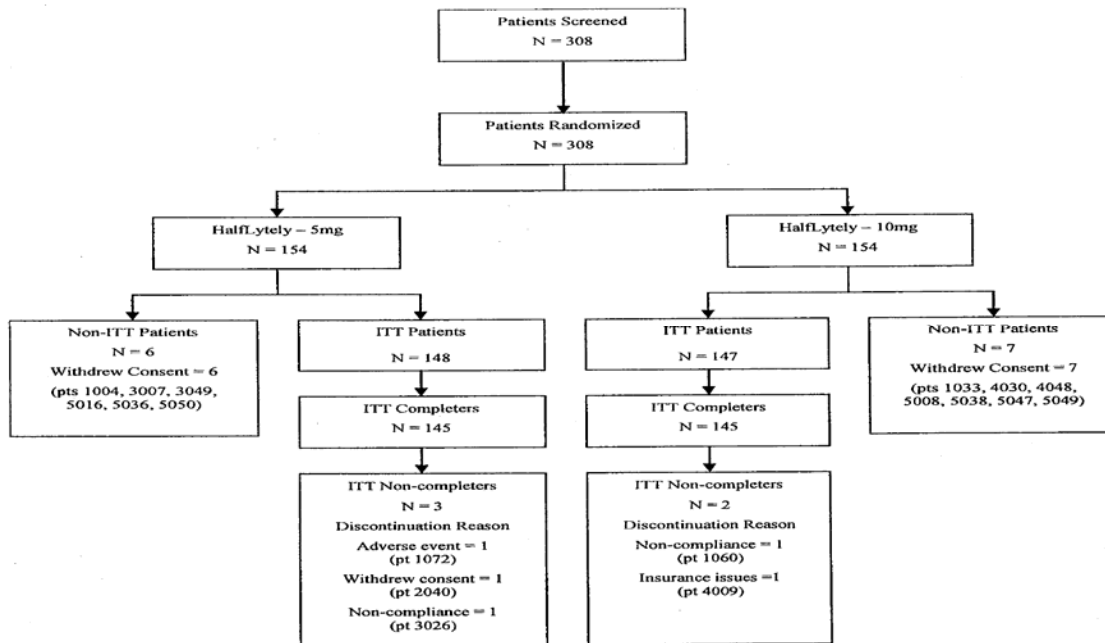 Patients Screened
N = 308
Patients Randomized
N = 308
HalfLytely – 5mg
N = 154
HalfLytely – 10mg
N = 154
Non-ITT Patients
N = 6
Withdrew Consent = 6
(pts 1004, 3007, 3049,
5016, 5036, 5050)
ITT Patients
N = 148
ITT Patients
N = 147
Non-ITT Patients
N = 7
Withdrew Consent = 7
(pts 1033, 4030, 4048,
5008, 5038, 5047, 5049)
ITT Completers
N = 145
ITT Completers
N = 145
ITT Non-completers
N = 3
Discontinuation Reason
Adverse event = 1
(pt 1072)
Withdrew consent = 1
(pt 2040)
Non-compliance = 1
(pt 3026)
ITT Non-completers
N = 2
Discontinuation Reason
Non-compliance = 1
(pt 1060)
Insurance issues =1
(pt 4009)